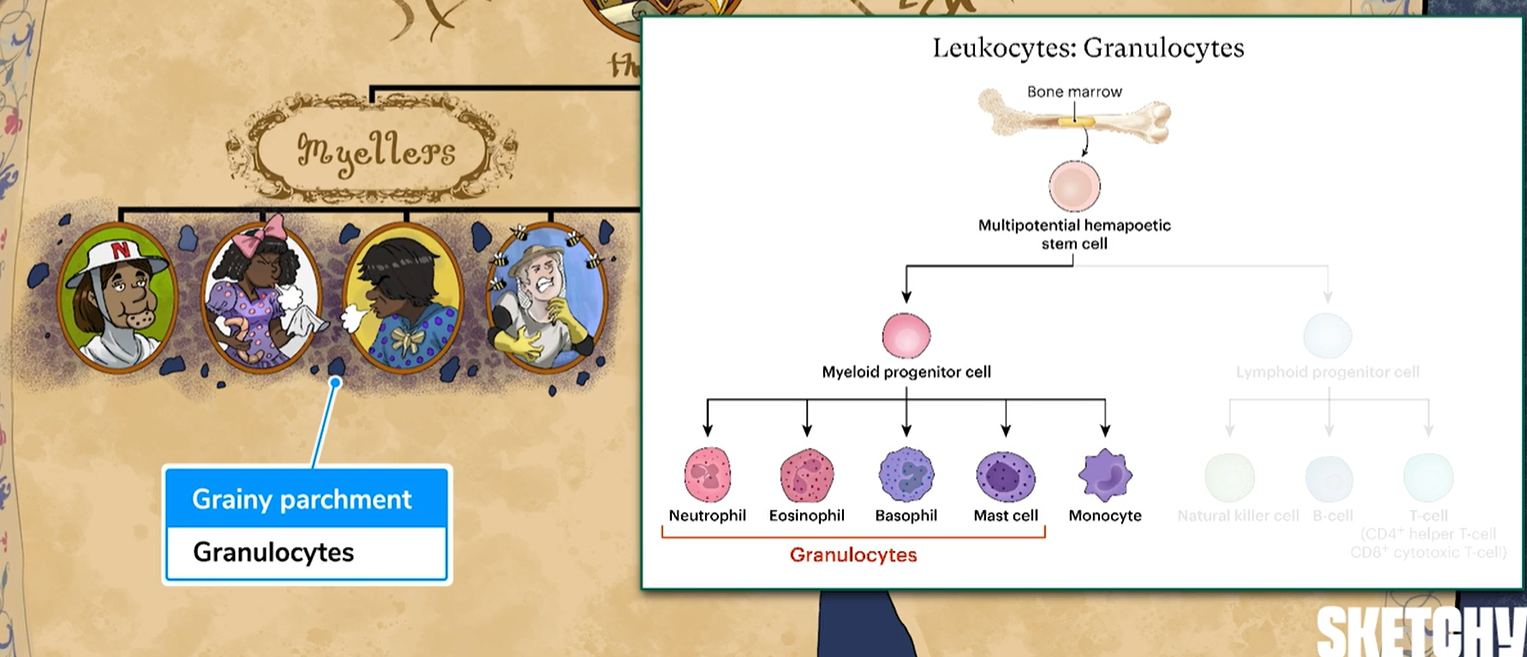 th
Myellers
N
Grainy parchment
Granulocytes
Leukocytes: Granulocytes
Bone marrow
Multipotential hemapoetic
stem cell
Myeloid progenitor cell
Lymphoid progenitor cell
Neutrophil
Eosinophil
Basophil
Mast cell
Monocyte
Natural killer cell
B-cell
T-cell
(CD4⁺ helper T-cell
CD8⁺ cytotoxic T-cell)
Granulocytes
SKETCHY